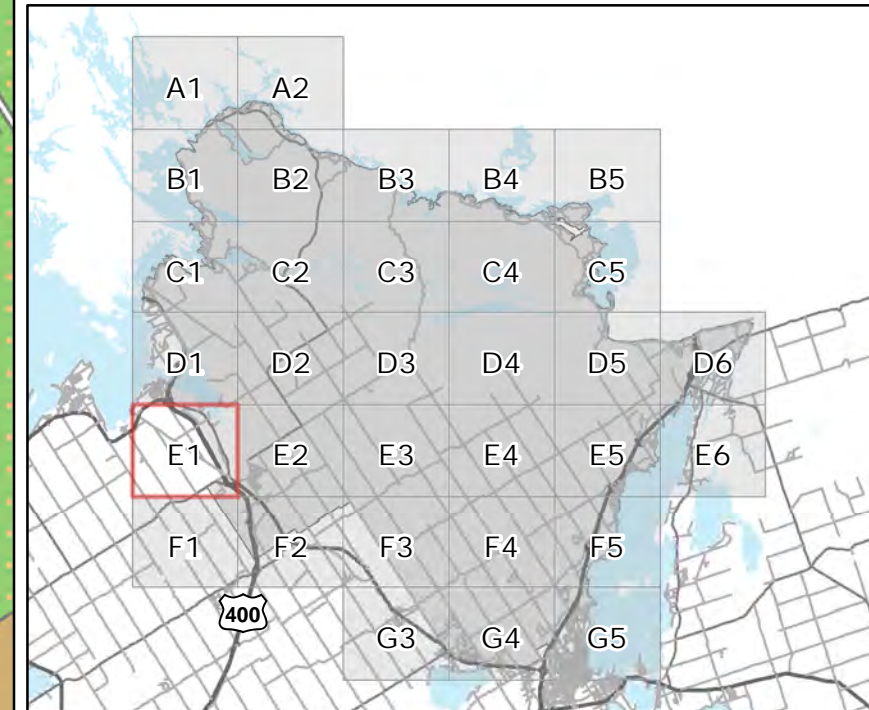 A1 A2
B1 B2 B3 B4 B5
C1 C2 C3 C4 C5
D1 D2 D3 D4 D5 D6
E1 E2 E3 E4 E5 E6
F1 F2 F3 F4 F5
400
G3 G4 G5